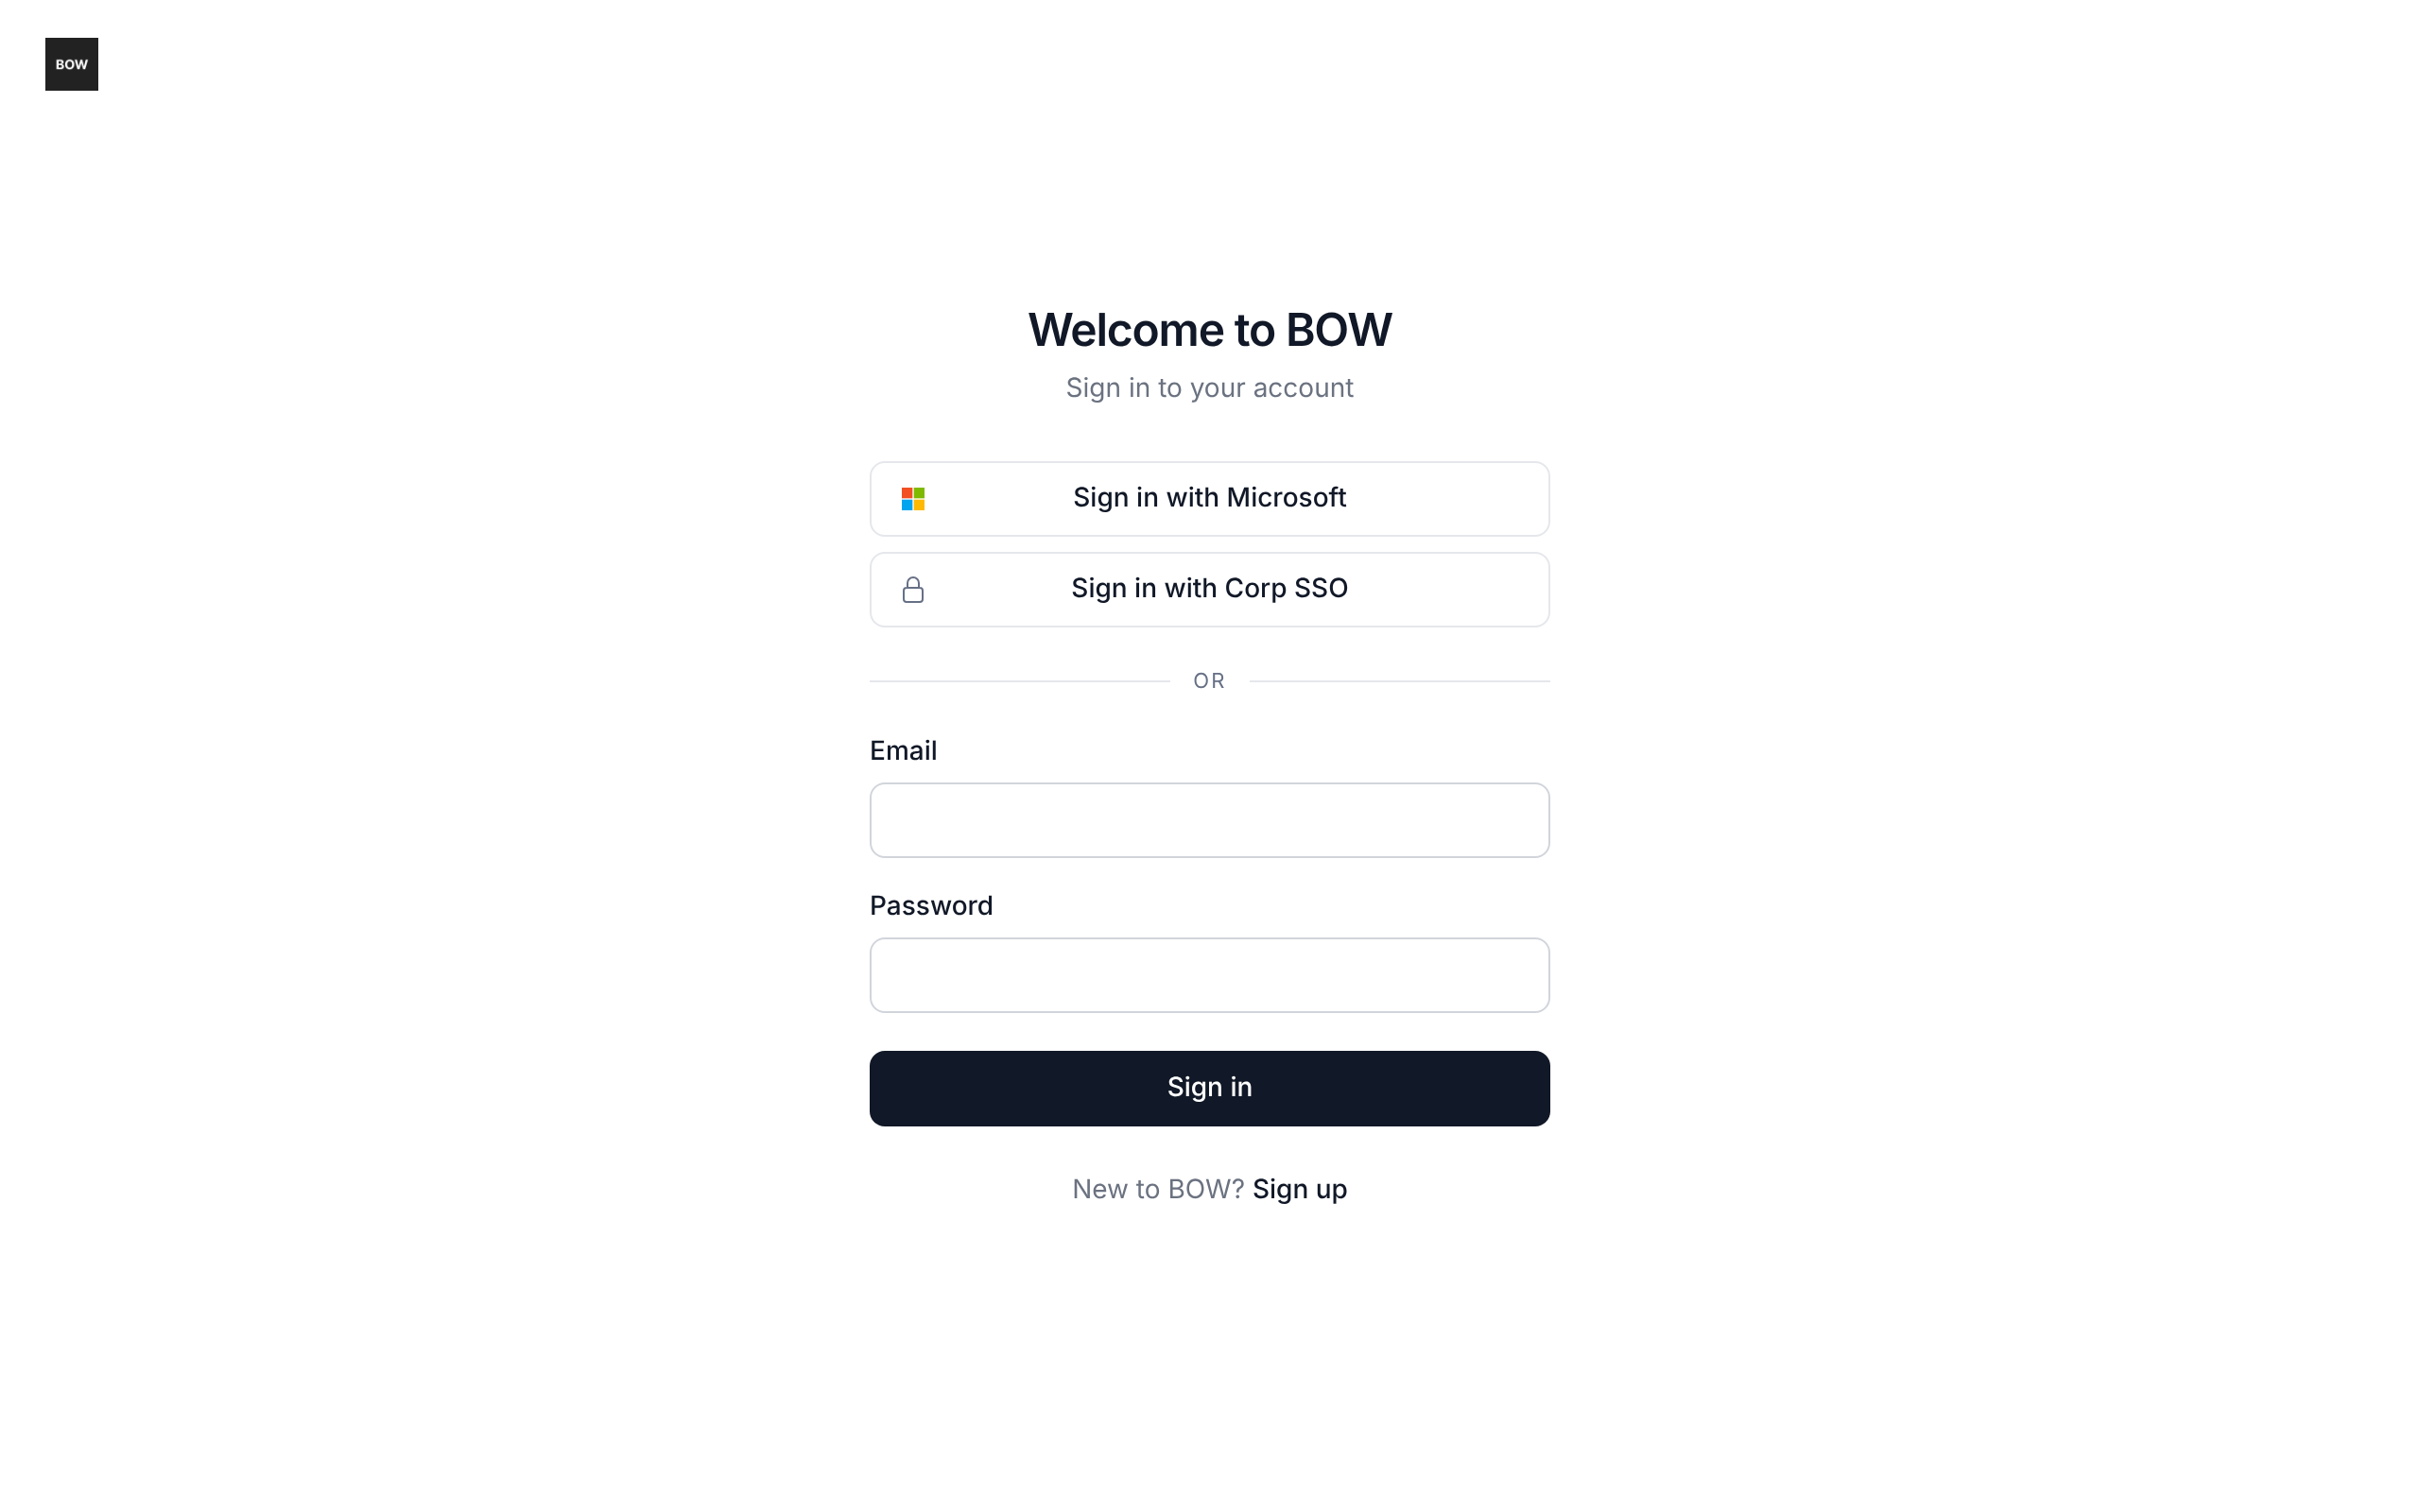 BOW
Welcome to BOW
Sign in to your account
Sign in with Microsoft
Sign in with Corp SSO
OR
Email
Password
Sign in
New to BOW? Sign up